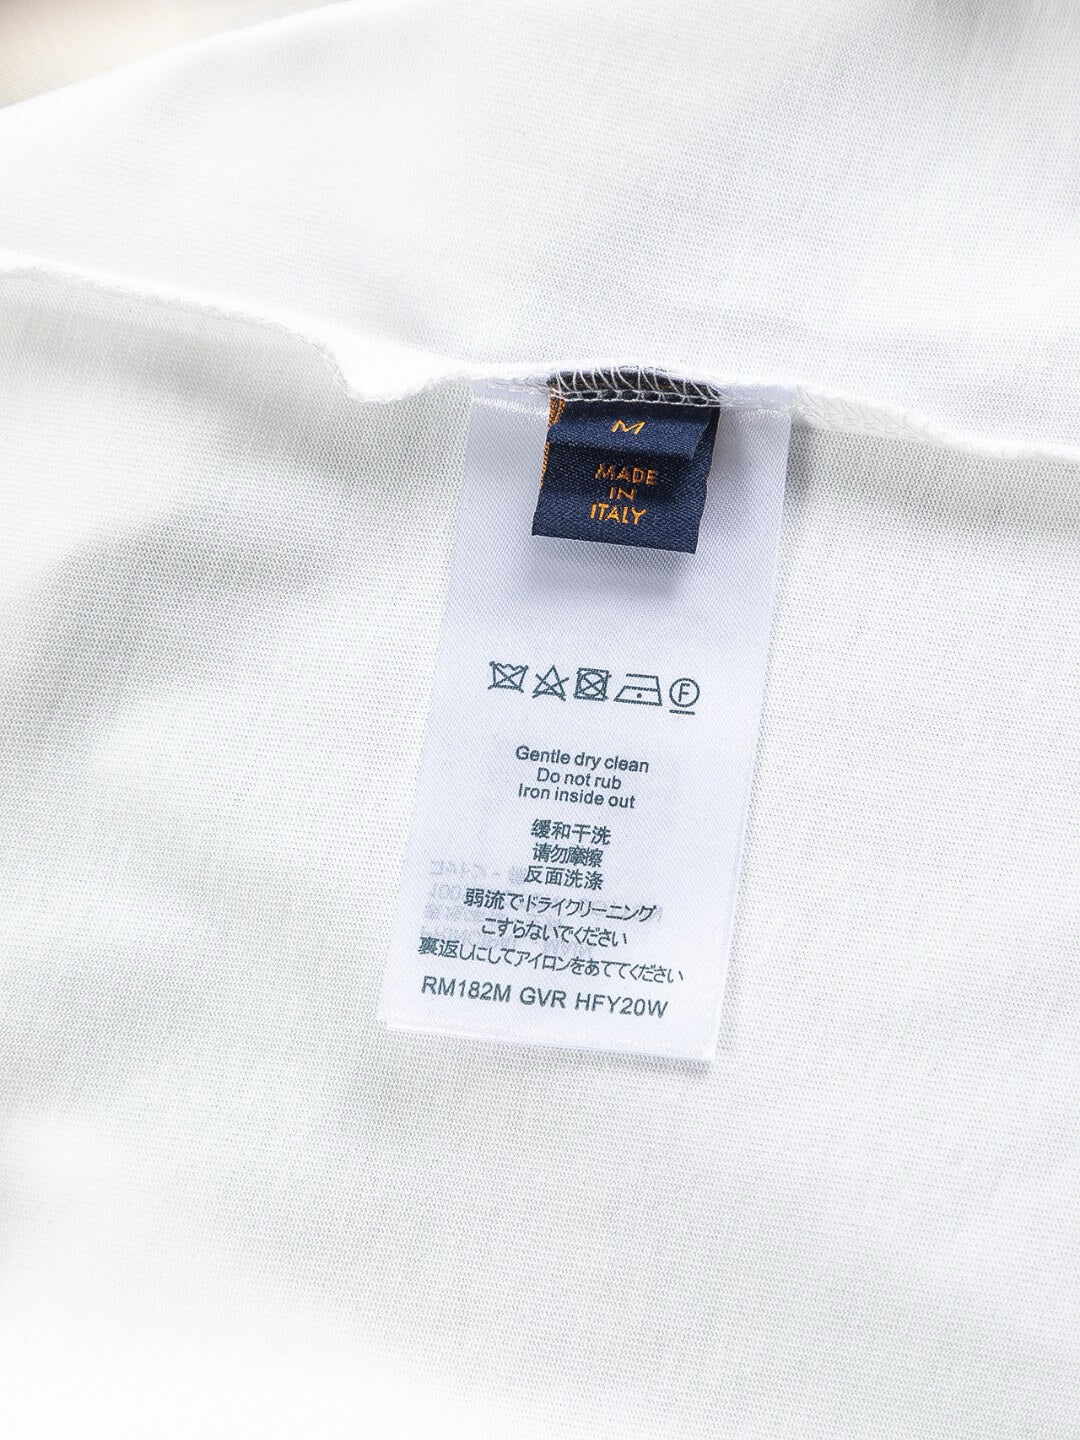 M
MADE
IN
ITALY
F
Gentle dry clean
Do not rub
Iron inside out
缓和干洗
请勿摩擦
反面洗涤
弱流でドライクリーニング
こすらないでください
裏返しにしてアイロンをあててください
RM182M GVR HFY20W